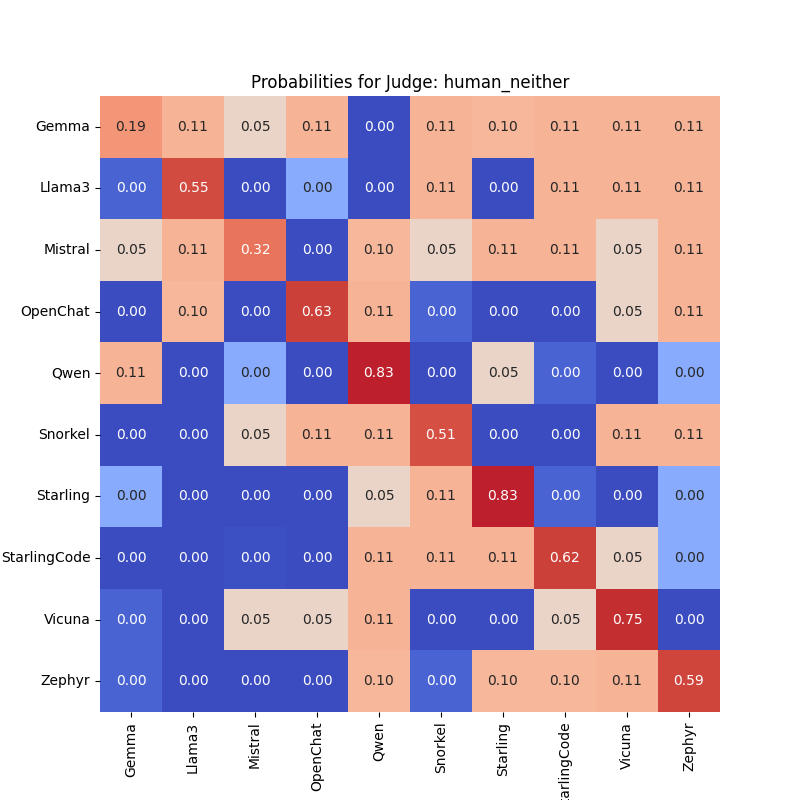 Probabilities for Judge: human_neither
Gemma 0.19 0.11 0.05 0.11 0.00 0.11 0.10 0.11 0.11 0.11
Llama3 0.00 0.55 0.00 0.00 0.00 0.11 0.00 0.11 0.11 0.11
Mistral 0.05 0.11 0.32 0.00 0.10 0.05 0.11 0.11 0.05 0.11
OpenChat 0.00 0.10 0.00 0.63 0.11 0.00 0.00 0.00 0.05 0.11
Qwen 0.11 0.00 0.00 0.00 0.83 0.00 0.05 0.00 0.00 0.00
Snorkel 0.00 0.00 0.05 0.11 0.11 0.51 0.00 0.00 0.11 0.11
Starling 0.00 0.00 0.00 0.00 0.05 0.11 0.83 0.00 0.00 0.00
StarlingCode 0.00 0.00 0.00 0.00 0.11 0.11 0.11 0.62 0.05 0.00
Vicuna 0.00 0.00 0.05 0.05 0.11 0.00 0.00 0.05 0.75 0.00
Zephyr 0.00 0.00 0.00 0.00 0.10 0.00 0.10 0.10 0.11 0.59
Gemma
Llama3
Mistral
OpenChat
Qwen
Snorkel
Starling
arlingCode
Vicuna
Zephyr